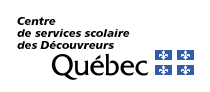 Centre
de services scolaire
des Découvreurs
Québec